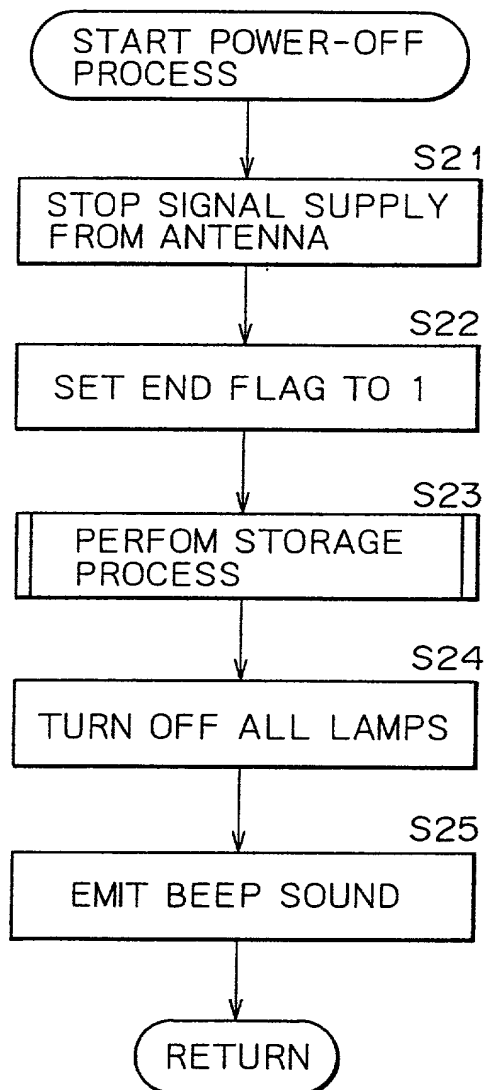 START POWER-OFF
PROCESS
S21
STOP SIGNAL SUPPLY
FROM ANTENNA
S22
SET END FLAG TO 1
S23
PERFOM STORAGE
PROCESS
S24
TURN OFF ALL LAMPS
S25
EMIT BEEP SOUND
RETURN